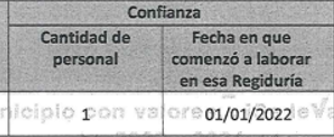 Confianza
Cantidad de personal
Fecha en que comenzó a laborar en esa Regiduría
1
01/01/2022